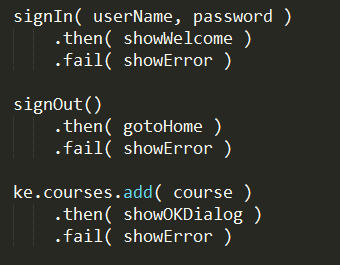 signIn( userName, password )
    .then( showWelcome )
    .fail( showError )

signOut()
    .then( gotoHome )
    .fail( showError )

ke.courses.add( course )
    .then( showOKDialog )
    .fail( showError )